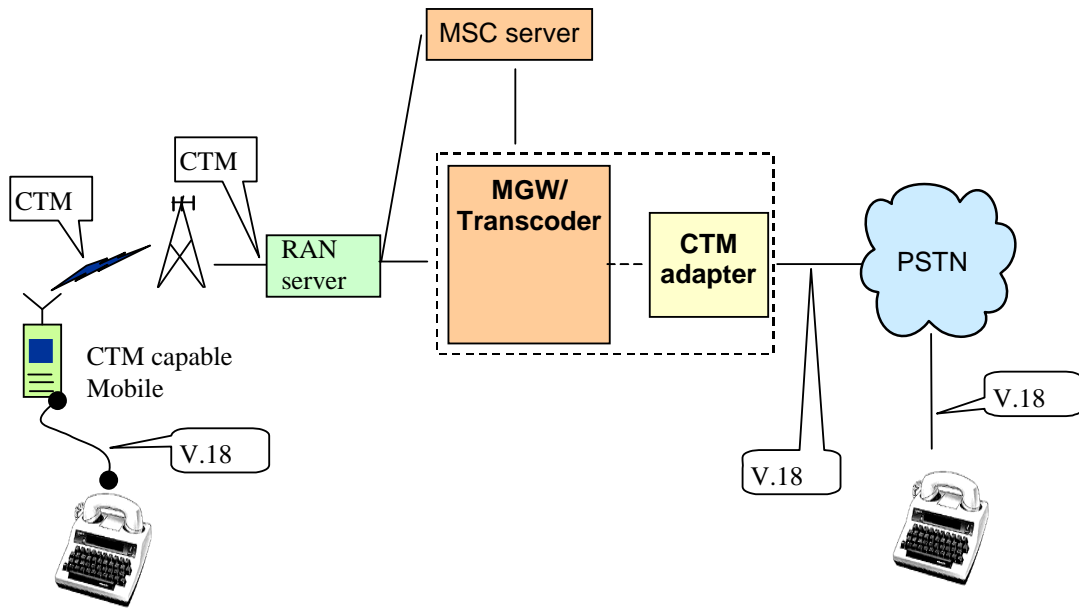 MSC server
CTM
CTM
MGW/
Transcoder
CTM
adapter
RAN
server
PSTN
CTM capable
Mobile
V.18
V.18
V.18